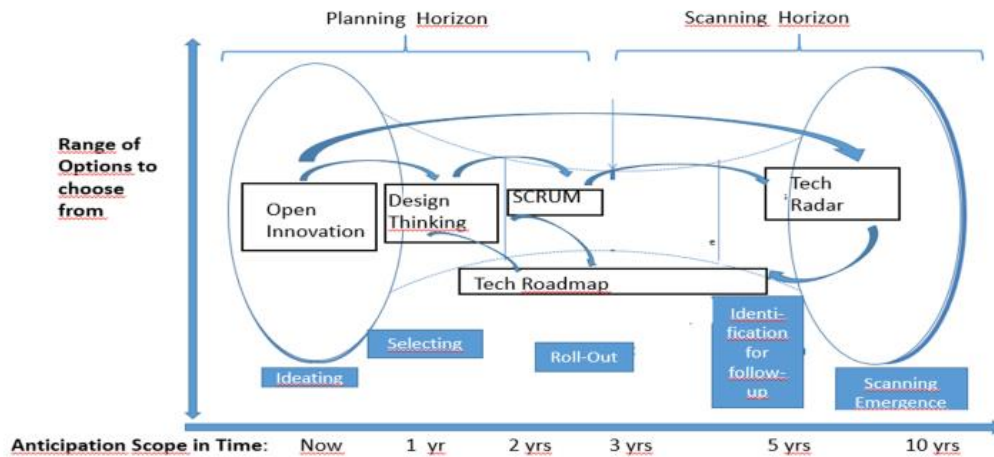 Planning Horizon
Scanning Horizon
Range of
Options to
choose
from
Open
Innovation
Design
Thinking
SCRUM
Tech
Radar
e
Tech Roadmap
Ideating
Selecting
Roll-Out
Identi-
fication
for
follow-
up
Scanning
Emergence
Anticipation Scope in Time: Now 1 yr 2 yrs 3 yrs 5 yrs 10 yrs